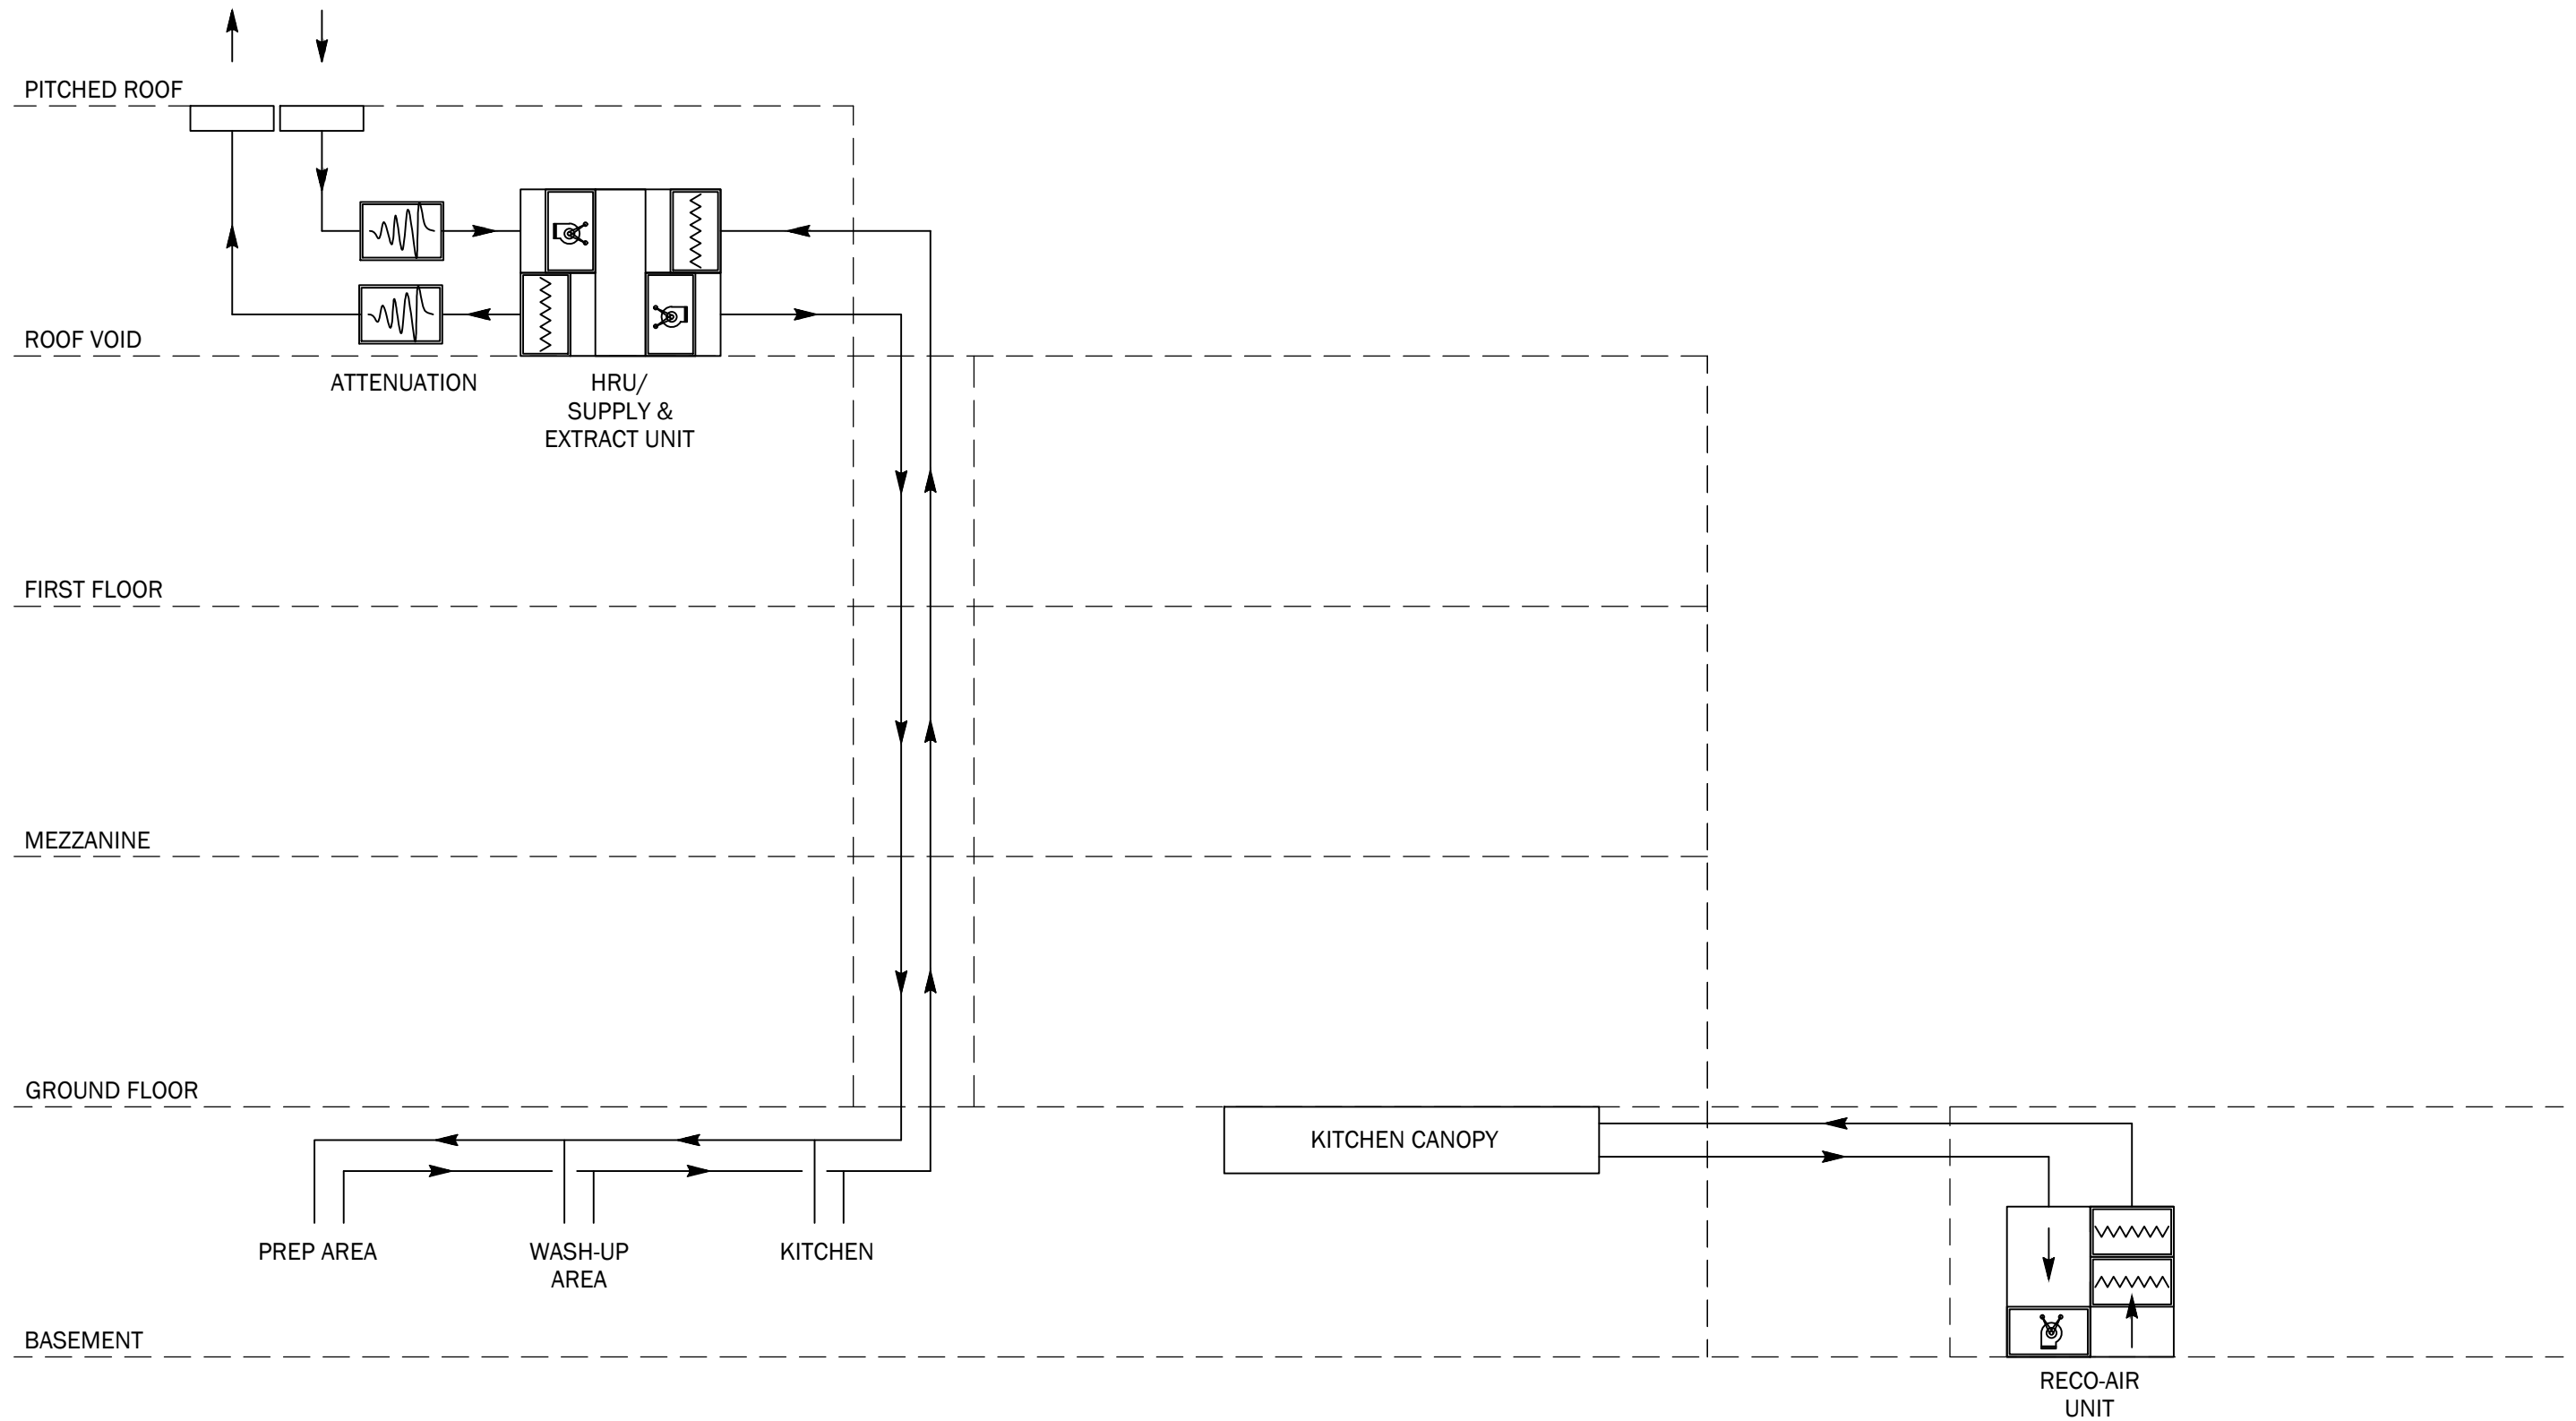 PITCHED ROOF
ROOF VOID
ATTENUATION
HRU/
SUPPLY &
EXTRACT UNIT
FIRST FLOOR
MEZZANINE
GROUND FLOOR
KITCHEN CANOPY
PREP AREA
WASH-UP
AREA
KITCHEN
BASEMENT
RECO-AIR
UNIT